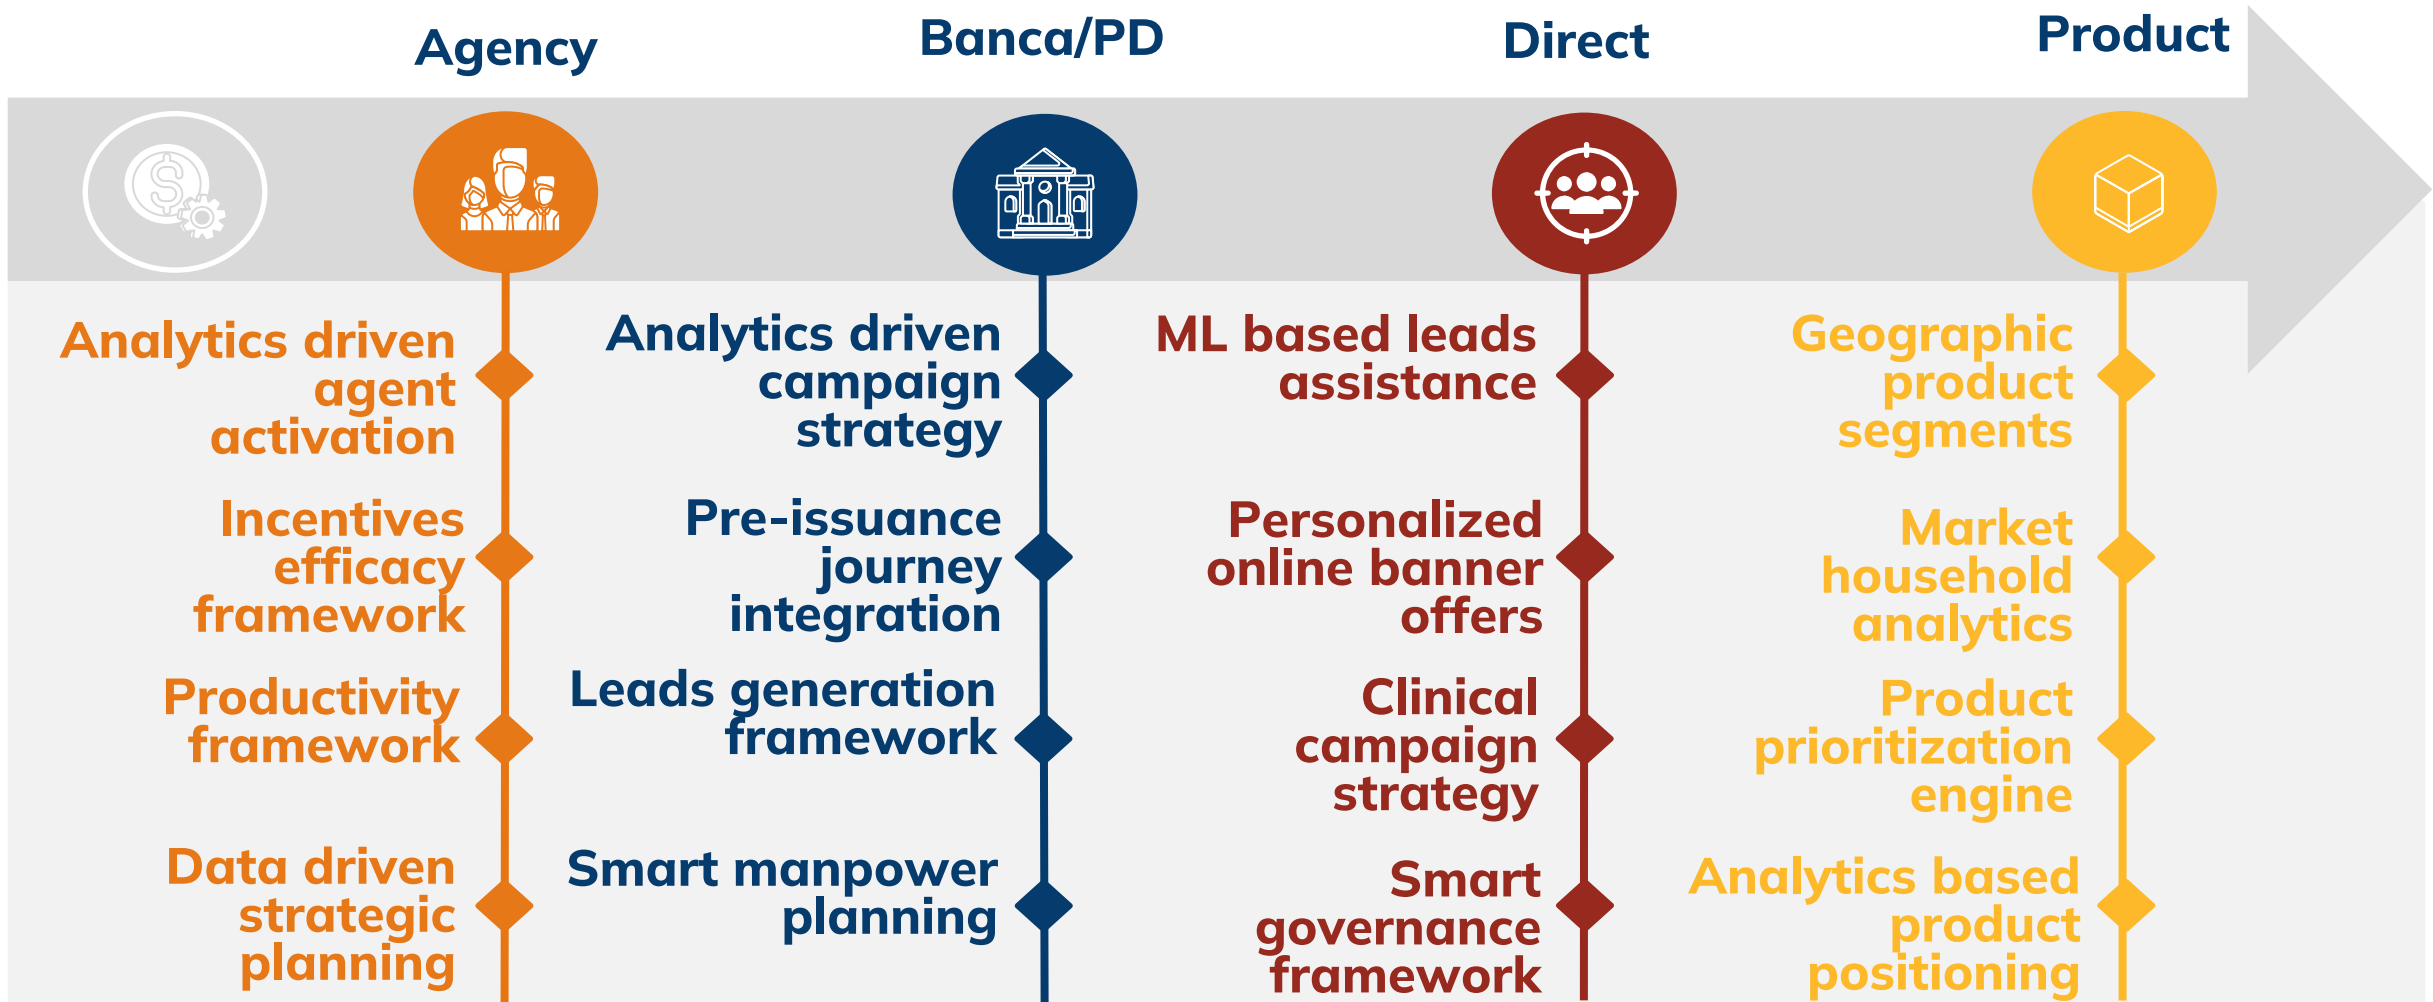 Agency
Banca/PD
Direct
Product
Analytics driven
agent
activation
Incentives
efficacy
framework
Productivity
framework
Data driven
strategic
planning
Analytics driven
campaign
strategy
Pre-issuance
journey
integration
Leads generation
framework
Smart manpower
planning
ML based leads
assistance
Personalized
online banner
offers
Clinical
campaign
strategy
Smart
governance
framework
Geographic
product
segments
Market
household
analytics
Product
prioritization
engine
Analytics based
product
positioning